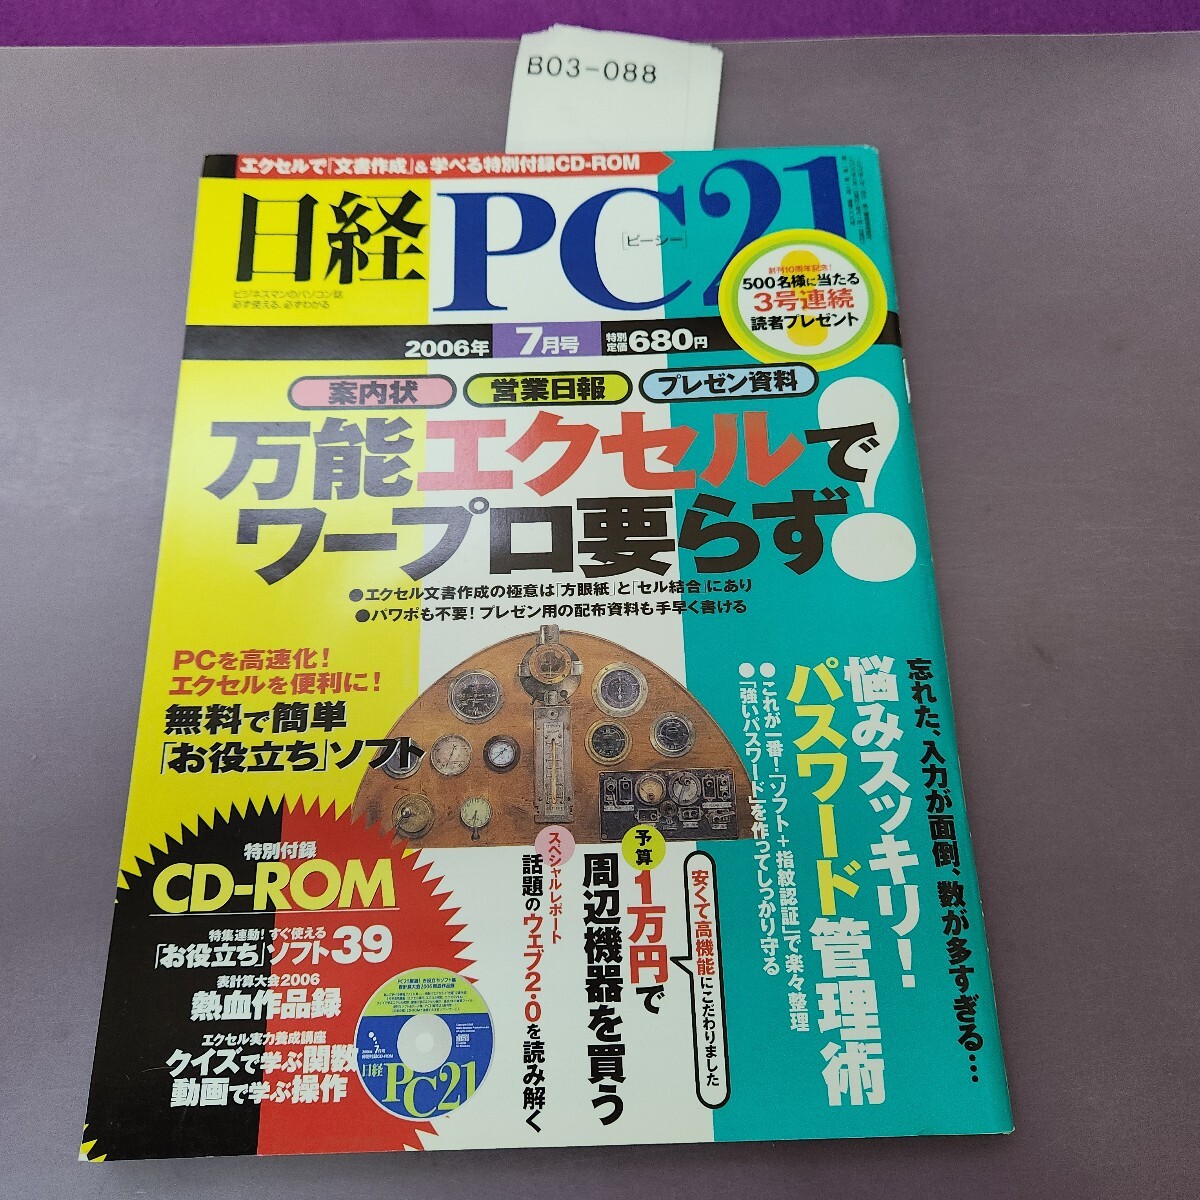 B03-088
エクセルで「文書作成」&学べる特別付録CD-ROM
日経PC21
[ピーシー]
ビジネスマンのパソコン誌
必ず使える、必ずわかる
創刊10周年記念!
500名様に当たる
3号連続
読者プレゼント
2006年 7月号 特別定価680円
案内状 営業日報 プレゼン資料
万能エクセルで
ワープロ要らず?
●エクセル文書作成の極意は「方眼紙」と「セル結合」にあり
●パワポも不要!プレゼン用の配布資料も手早く書ける
PCを高速化!
エクセルを便利に!
無料で簡単
「お役立ち」ソフト
忘れた、入力が面倒、数が多すぎる…
悩みスッキリ!
パスワード管理術
●これが一番!「ソフト+指紋認証」で楽々整理
●「強いパスワード」を作ってしっかり守る
安くて高機能にこだわりました
予算1万円で
周辺機器を買う
スペシャルレポート
話題のウェブ2.0を読み解く
特別付録
CD-ROM
特集連動!すぐ使える
「お役立ち」ソフト39
表計算大会2006
熱血作品録
エクセル実力養成講座
クイズで学ぶ関数
動画で学ぶ操作
7月号
日経
PC21